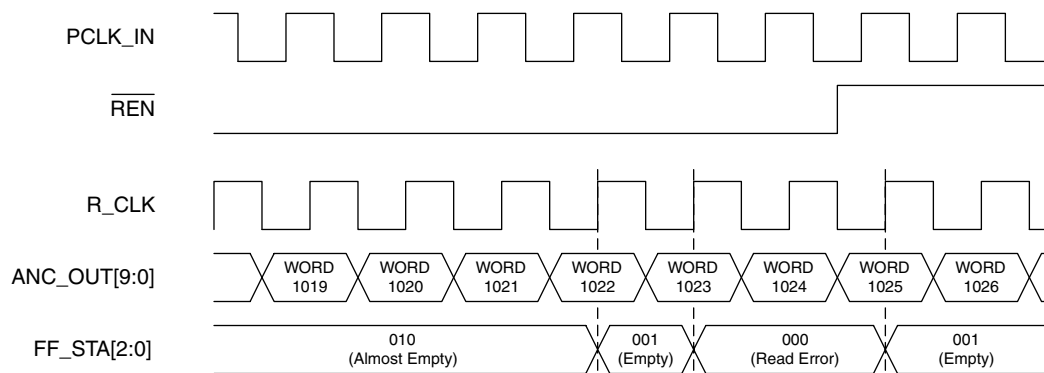 PCLK_IN
REN
R_CLK
ANC_OUT[9:0]
WORD 1019
WORD 1020
WORD 1021
WORD 1022
WORD 1023
WORD 1024
WORD 1025
WORD 1026
FF_STA[2:0]
010
(Almost Empty)
001
(Empty)
000
(Read Error)
001
(Empty)